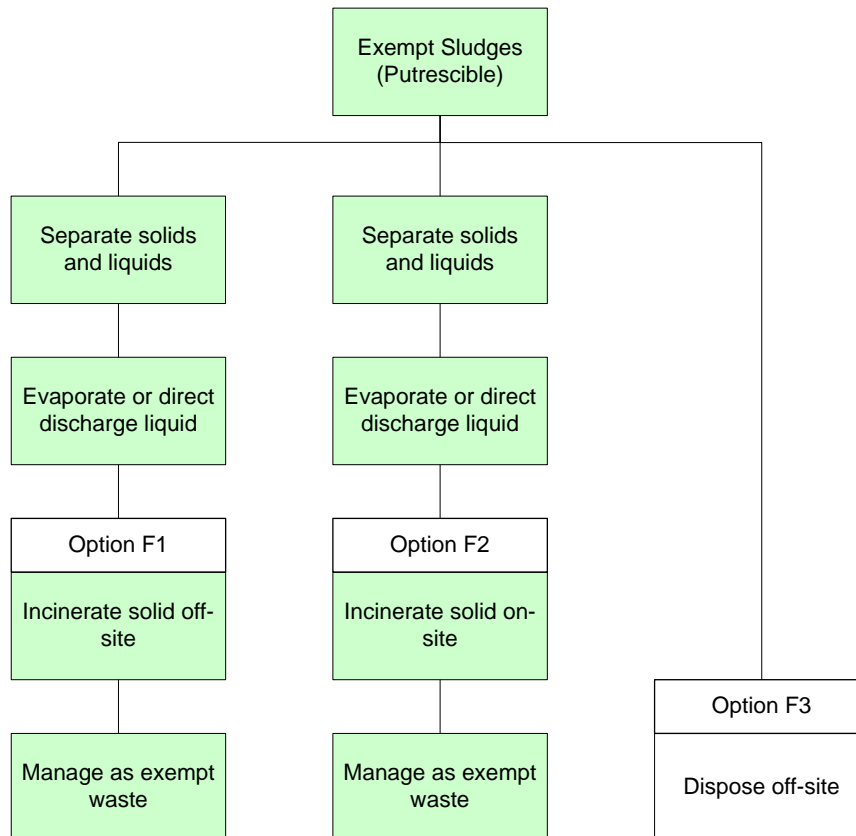 Exempt Sludges
(Putrescible)
Separate solids
and liquids
Separate solids
and liquids
Evaporate or direct
discharge liquid
Evaporate or direct
discharge liquid
Option F1
Option F2
Incinerate solid off-
site
Incinerate solid on-
site
Option F3
Manage as exempt
waste
Manage as exempt
waste
Dispose off-site